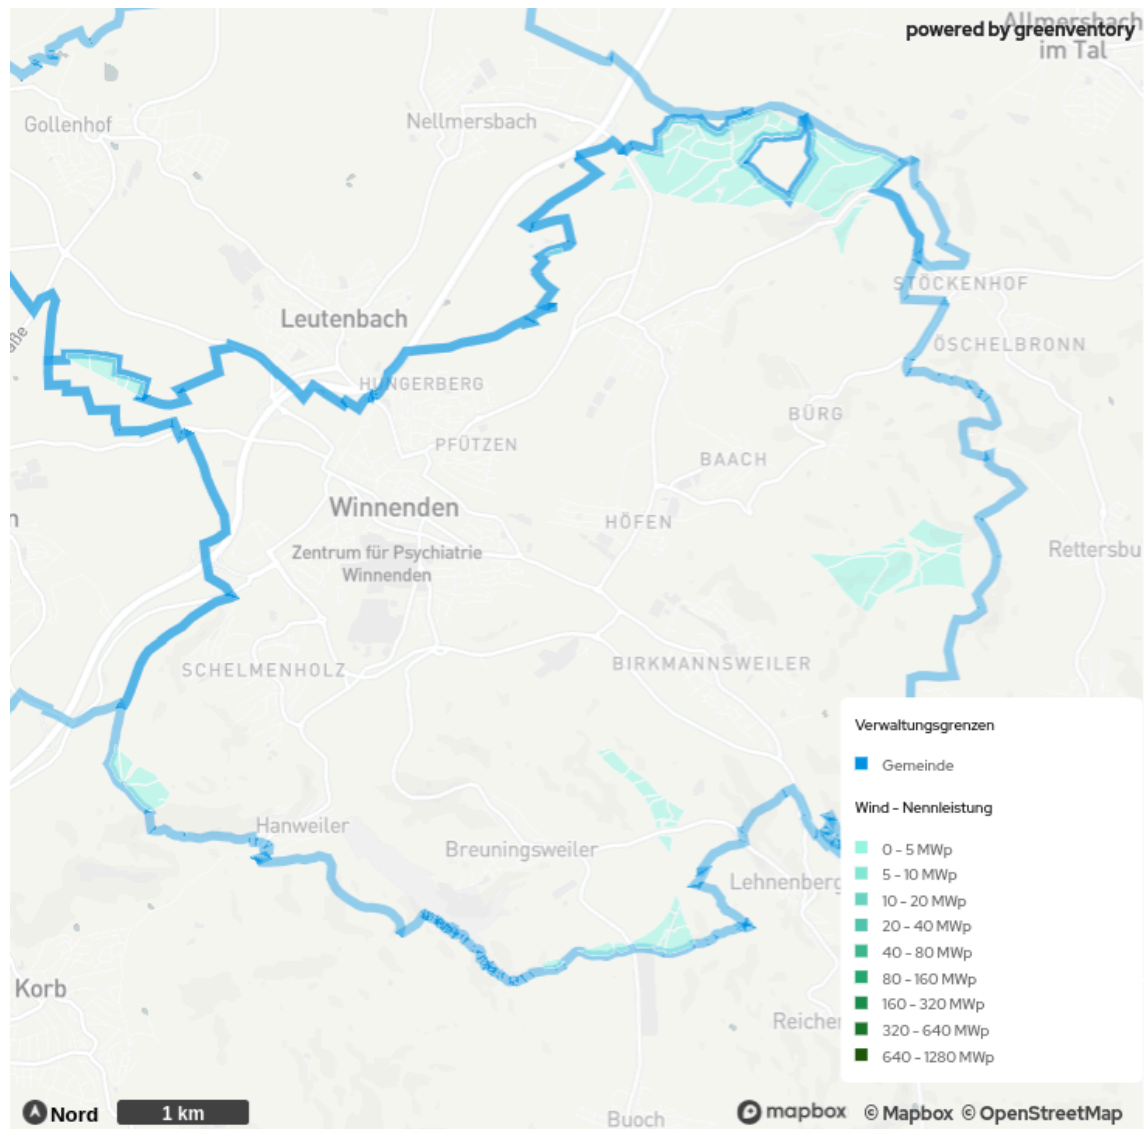 Allmersbach
im Tal
powered by greenventory
Gollenhof
Nellmersbach
STÖCKENHOF
Leutenbach
ÖSCHELBRONN
HUNGERBERG
BÜRG
PFÜTZEN
BAACH
Winnenden
HÖFEN
Zentrum für Psychiatrie
Winnenden
Rettersbu
SCHELMENHOLZ
BIRKMANNSWEILER
Hanweiler
Breuningsweiler
Lehnenberg
Korb
Reicher
Buoch
Verwaltungsgrenzen
Gemeinde
Wind - Nennleistung
0 - 5 MWp
5 - 10 MWp
10 - 20 MWp
20 - 40 MWp
40 - 80 MWp
80 - 160 MWp
160 - 320 MWp
320 - 640 MWp
640 - 1280 MWp
Nord
1 km
mapbox © Mapbox © OpenStreetMap